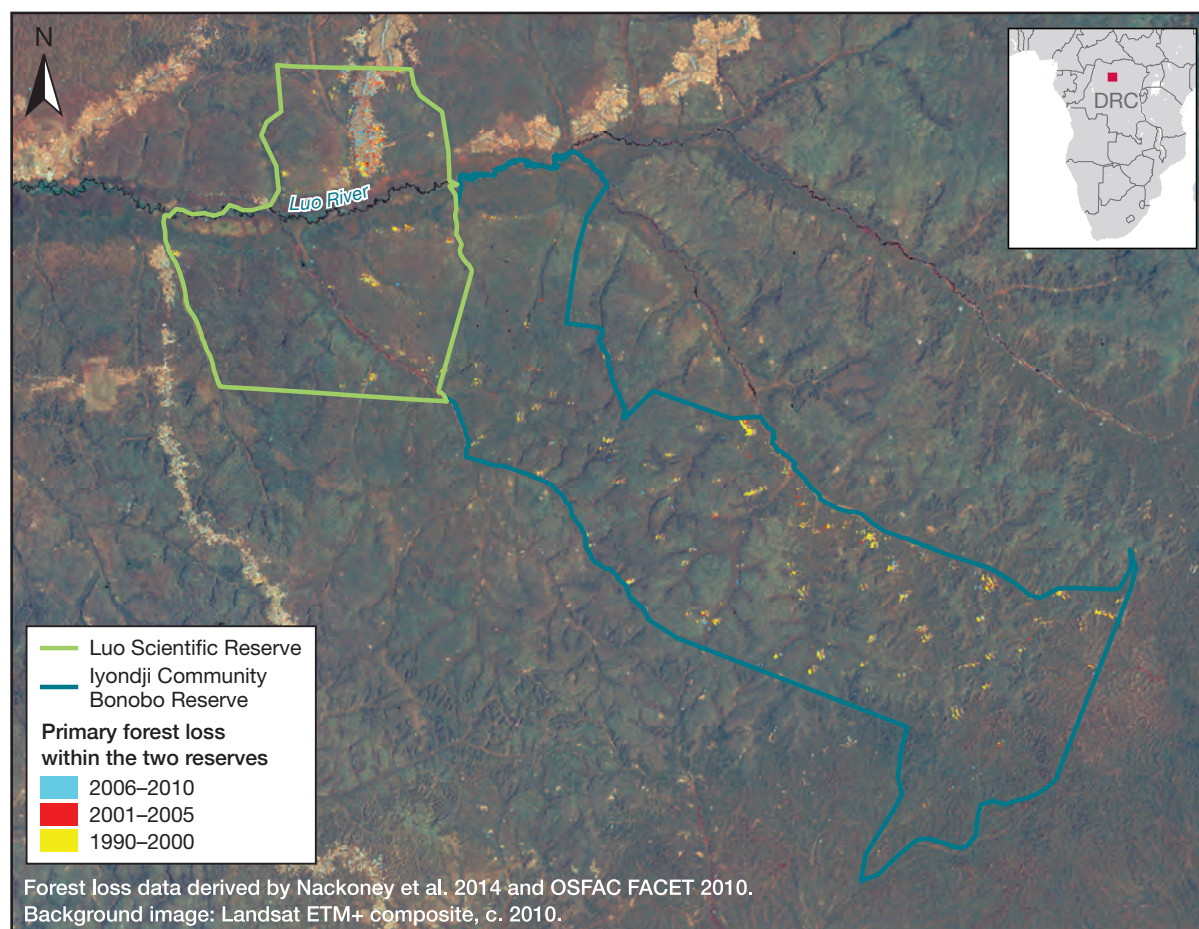 N
DRC
Luo River
Luo Scientific Reserve
Iyondji Community
Bonobo Reserve
Primary forest loss
within the two reserves
2006–2010
2001–2005
1990–2000
Forest loss data derived by Nackoney et al. 2014 and OSFAC FACET 2010.
Background image: Landsat ETM+ composite, c. 2010.